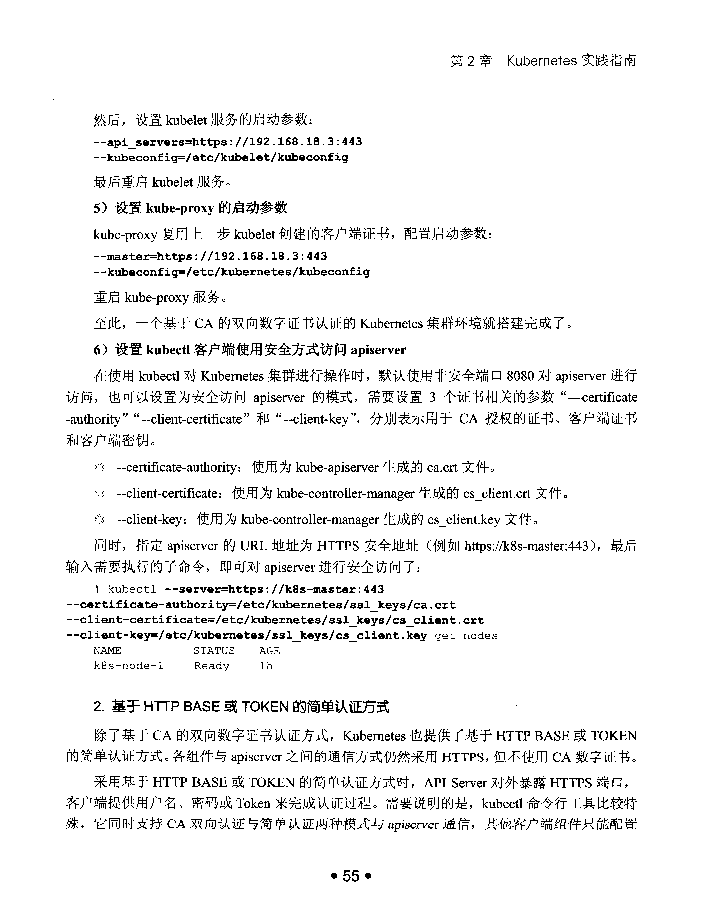 第 2 章 Kubernetes 实践指南
然后，设置 kubelet 服务的启动参数：
--api_servers=https://192.168.18.3:443
--kubeconfig=/etc/kubelet/kubeconfig
最后重启 kubelet 服务。
5）设置 kube-proxy 的启动参数
kube-proxy 复用上一步 kubelet 创建的客户端证书，配置启动参数：
--master=https://192.168.18.3:443
--kubeconfig=/etc/kubernetes/kubeconfig
重启 kube-proxy 服务。
至此，一个基于 CA 的双向数字证书认证的 Kubernetes 集群环境就搭建完成了。
6）设置 kubectl 客户端使用安全方式访问 apiserver
在使用 kubectl 对 Kubernetes 集群进行操作时，默认使用非安全端口 8080 对 apiserver 进行
访问，也可以设置为安全访问 apiserver 的模式，需要设置 3 个证书相关的参数“—certificate
-authority”“--client-certificate”和“--client-key”，分别表示用于 CA 授权的证书、客户端证书
和客户端密钥。
--certificate-authority：使用为 kube-apiserver 生成的 ca.crt 文件。
--client-certificate：使用为 kube-controller-manager 生成的 cs_client.crt 文件。
--client-key：使用为 kube-controller-manager 生成的 cs_client.key 文件。
同时，指定 apiserver 的 URL 地址为 HTTPS 安全地址（例如 https://k8s-master:443），最后
输入需要执行的子命令，即可对 apiserver 进行安全访问了：
kubectl --server=https://k8s-master:443
--certificate-authority=/etc/kubernetes/ssl_keys/ca.crt
--client-certificate=/etc/kubernetes/ssl_keys/cs_client.crt
--client-key=/etc/kubernetes/ssl_keys/cs_client.key get nodes
NAME STATUS AGE
k8s-node-1 Ready 1h
2. 基于 HTTP BASE 或 TOKEN 的简单认证方式
除了基于 CA 的双向数字证书认证方式，Kubernetes 也提供了基于 HTTP BASE 或 TOKEN
的简单认证方式。各组件与 apiserver 之间的通信方式仍然采用 HTTPS，但不使用 CA 数字证书。
采用基于 HTTP BASE 或 TOKEN 的简单认证方式时，API Server 对外暴露 HTTPS 端口，
客户端提供用户名、密码或 Token 来完成认证过程。需要说明的是，kubectl 命令行工具比较特
殊，它同时支持 CA 双向认证与简单认证两种模式与 apiserver 通信，其他客户端组件只能配置
• 55 •